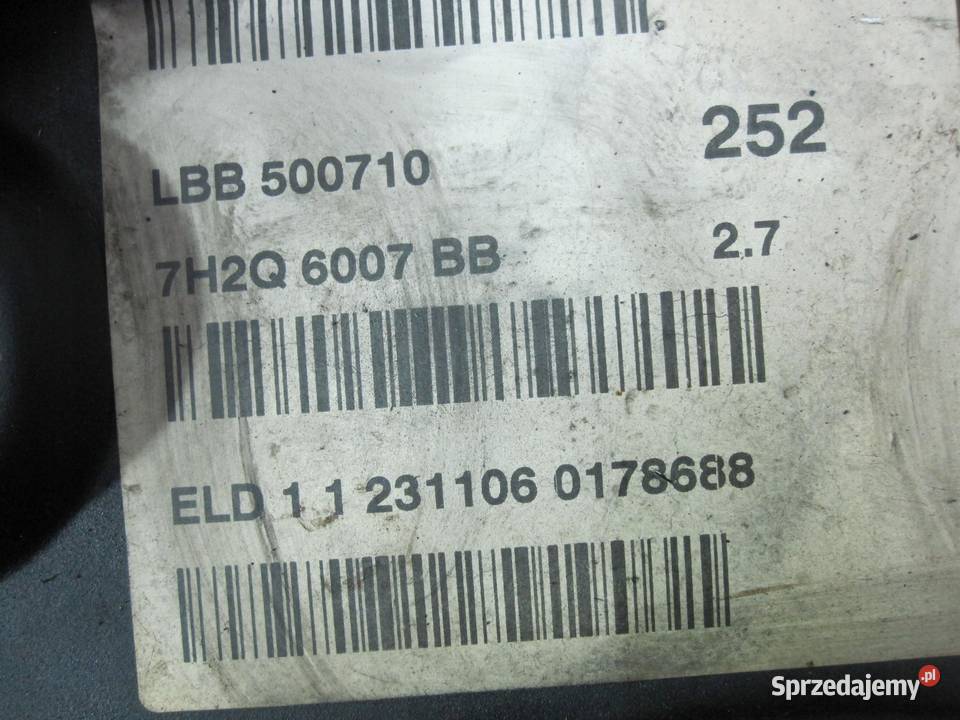 252
LBB 500710
7H2Q 6007 BB 2.7
ELD 1 1 231106 0178688
Sprzedajemy.pl